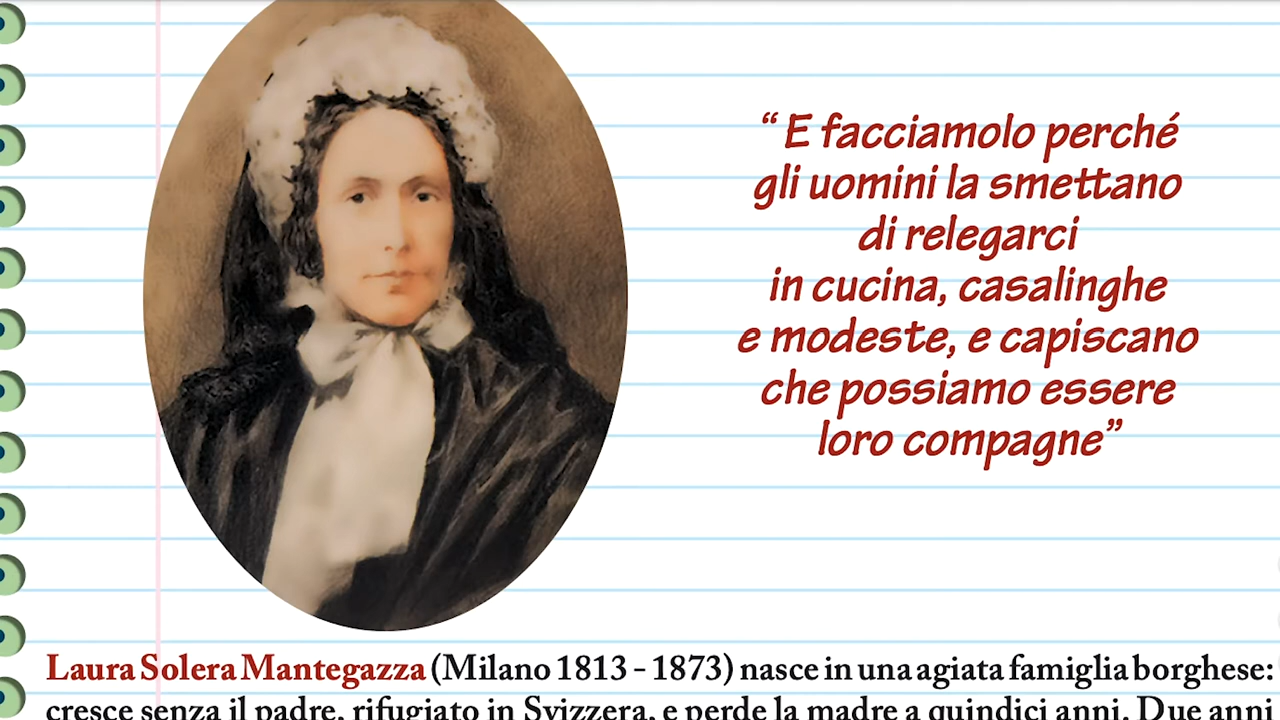 “ E facciamolo perché
gli uomini la smettano
di relegarci
in cucina, casalinghe
e modeste, e capiscano
che possiamo essere
loro compagne”
Laura Solera Mantegazza (Milano 1813 - 1873) nasce in una agiata famiglia borghese:
cresce senza il padre, rifugiato in Svizzera, e perde la madre a quindici anni. Due anni